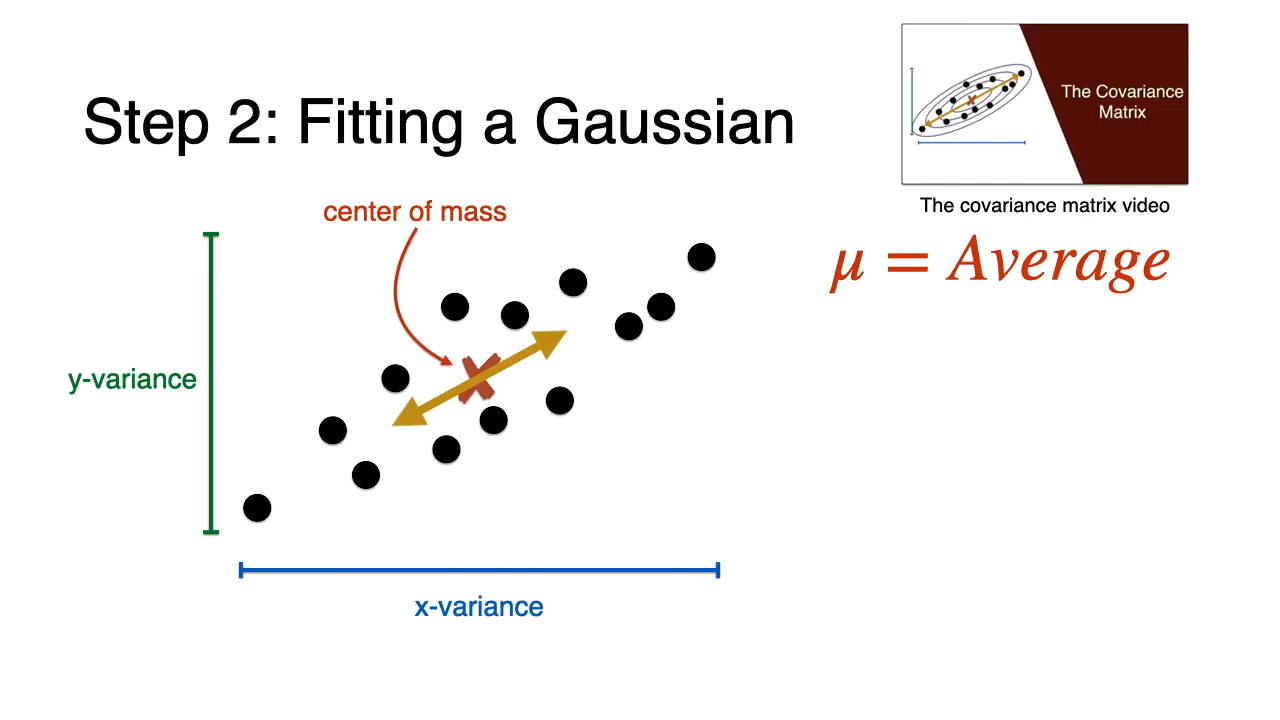 Step 2: Fitting a Gaussian
The Covariance
Matrix
The covariance matrix video
center of mass
μ = Average
y-variance
x-variance